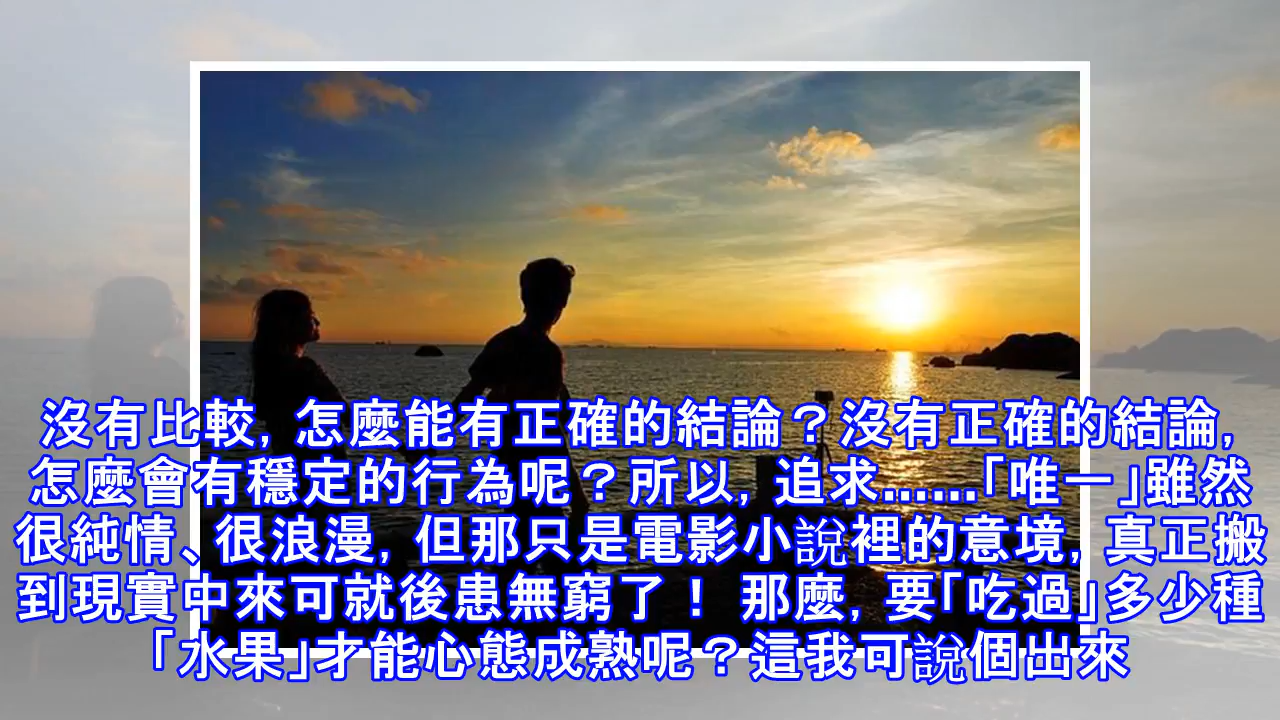 沒有比較, 怎麼能有正確的結論？沒有正確的結論,
怎麼會有穩定的行為呢？所以, 追求......「唯一」雖然
很純情、很浪漫, 但那只是電影小說裡的意境, 真正搬
到現實中來可就後患無窮了！ 那麼, 要「吃過」多少種
「水果」才能心態成熟呢？這我可說個出來